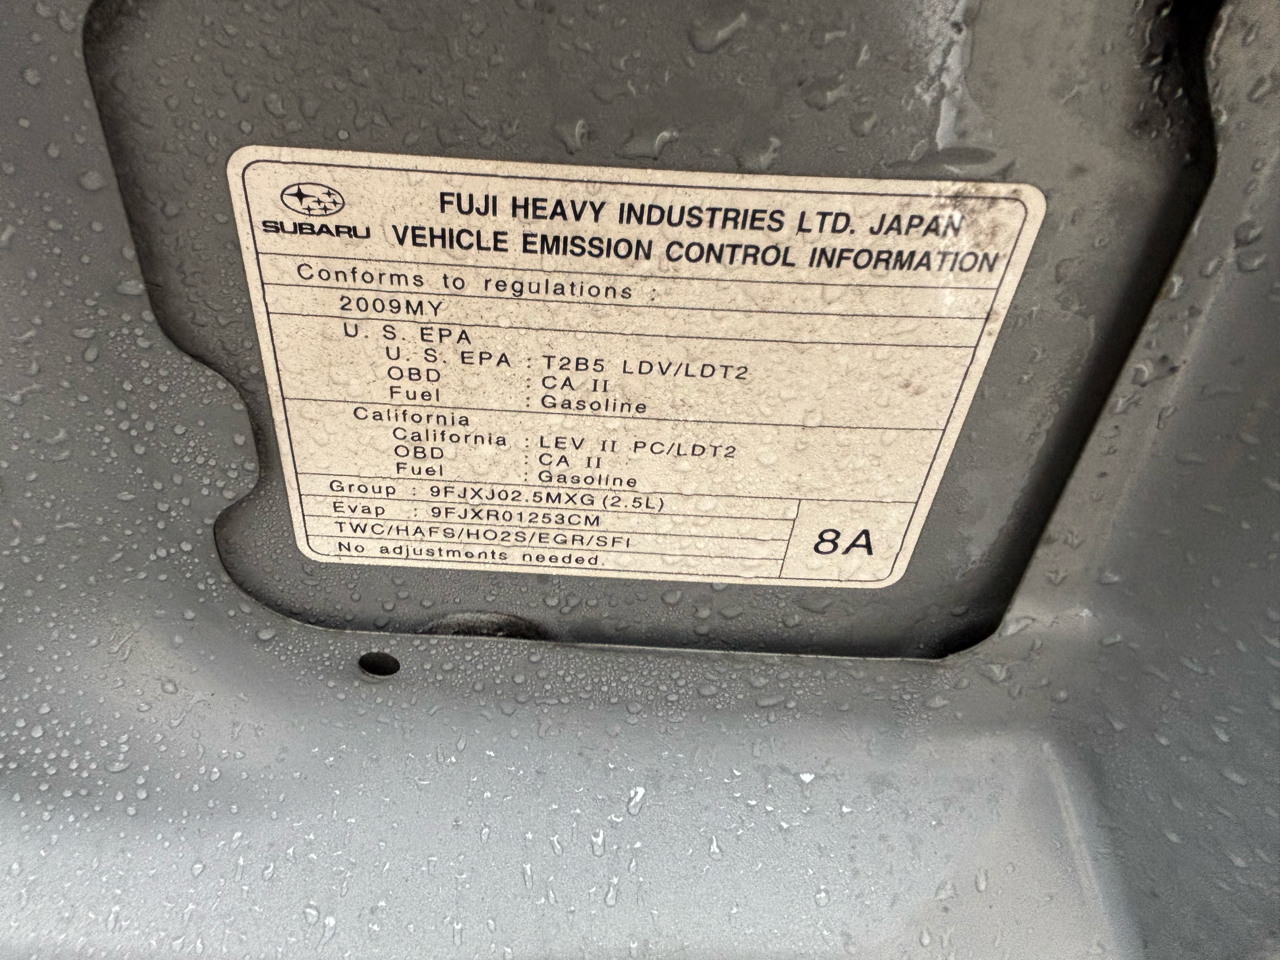 FUJI HEAVY INDUSTRIES LTD. JAPAN
SUBARU VEHICLE EMISSION CONTROL INFORMATION
Conforms to regulations :
2009MY
U. S. EPA
U. S. EPA : T2B5 LDV/LDT2
OBD : CA II
Fuel : Gasoline
California
California : LEV II PC/LDT2
OBD : CA II
Fuel : Gasoline
Group : 9FJXJ02.5MXG (2.5L)
Evap : 9FJXR01253CM
TWC/HAFS/HO2S/EGR/SFI
No adjustments needed.
8A